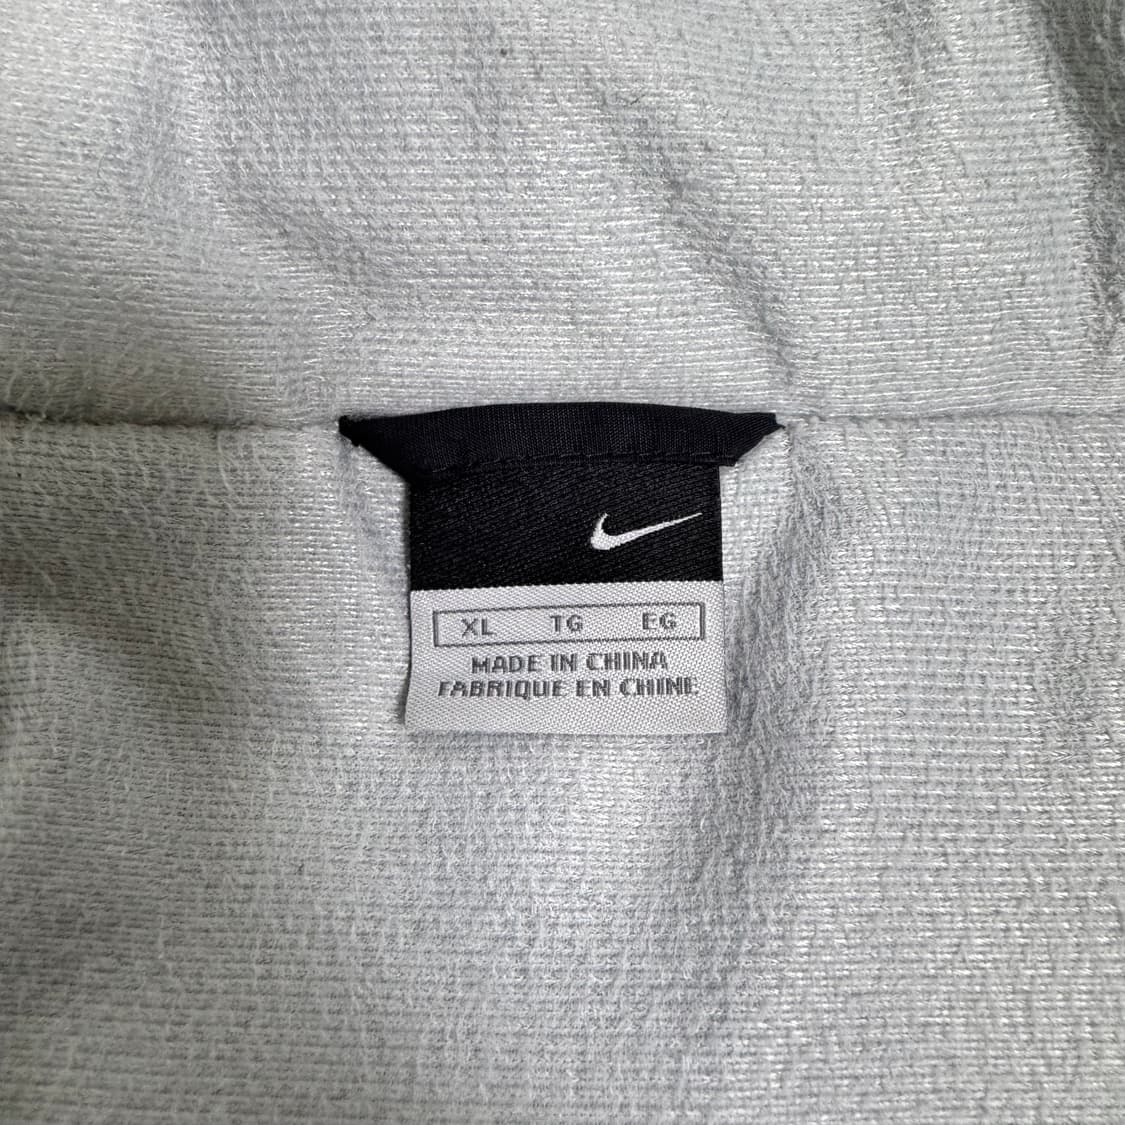 XL TG EG
MADE IN CHINA
FABRIQUE EN CHINE